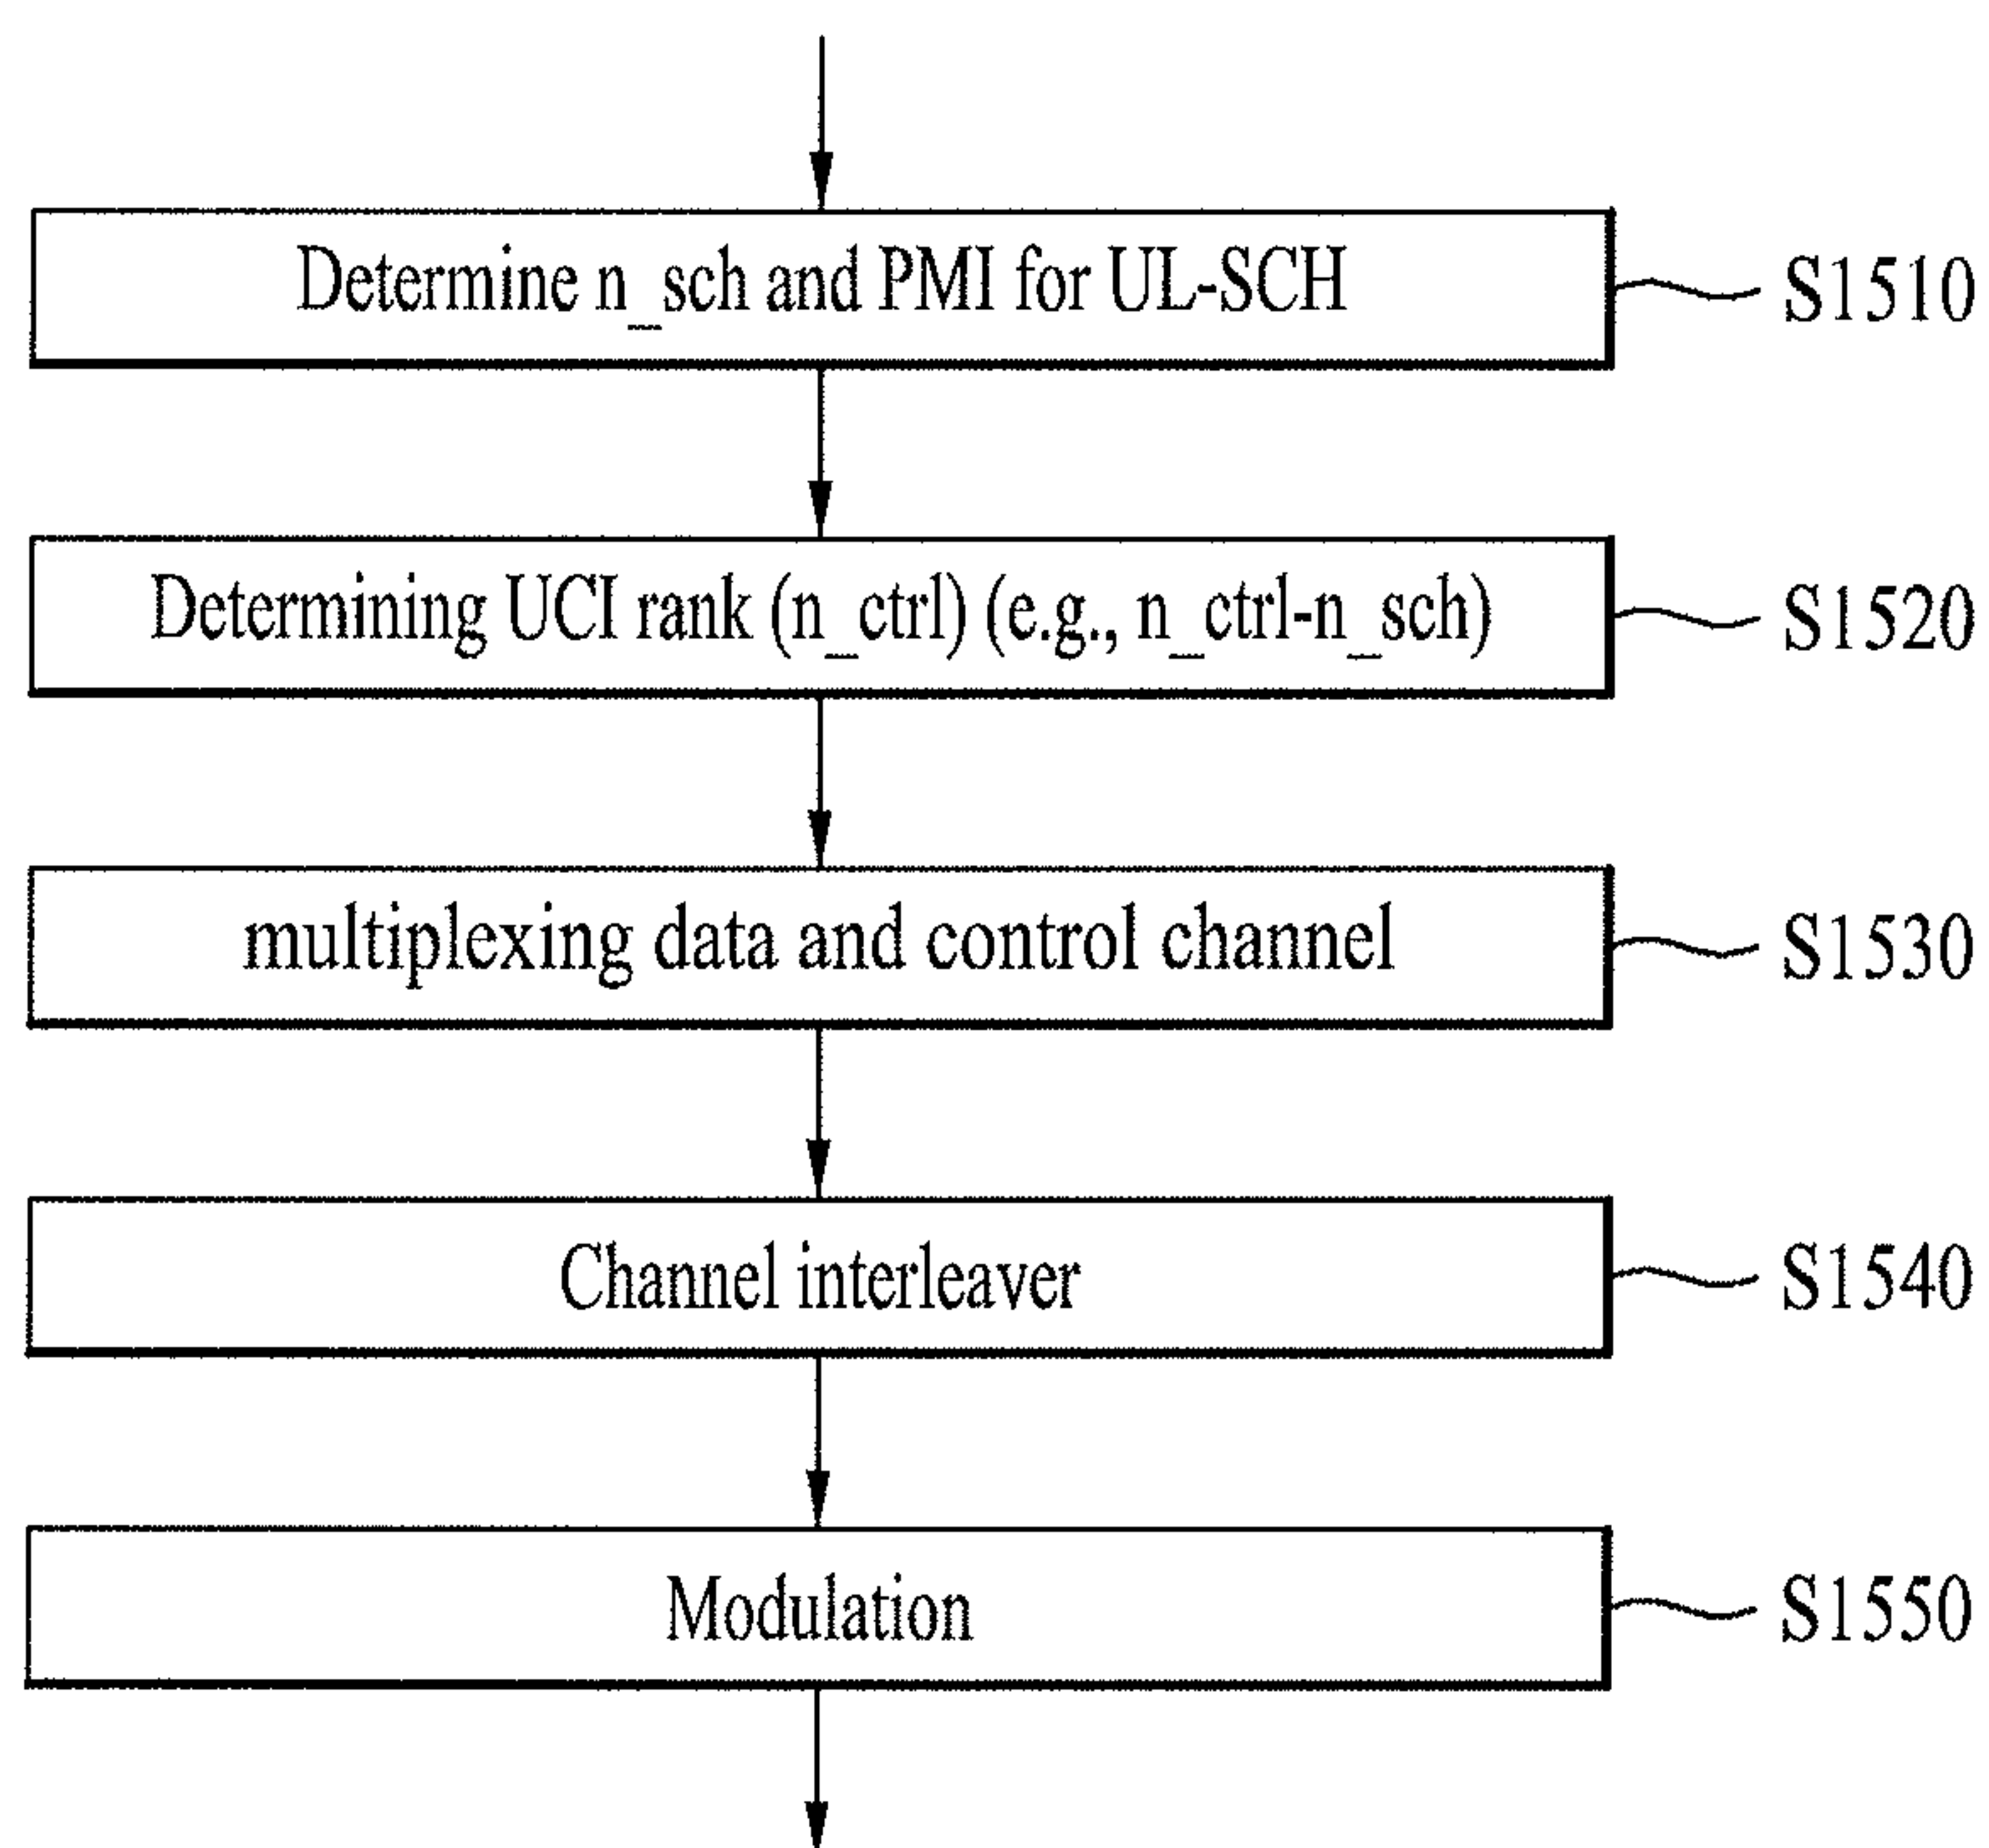 Determine n_sch and PMI for UL-SCH S1510
Determining UCI rank (n_ctrl) (e.g., n_ctrl-n_sch) S1520
multiplexing data and control channel S1530
Channel interleaver S1540
Modulation S1550